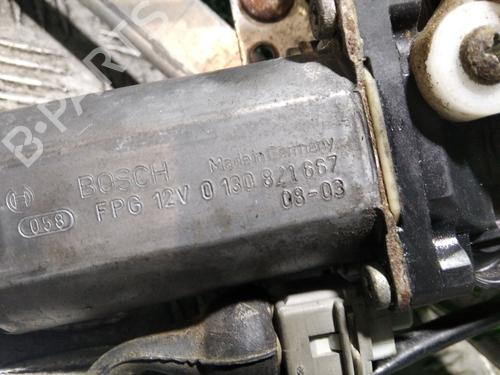 BOSCH Made in Germany
058 FPG 12V 0 130 821 667
08-03
B-PARTS